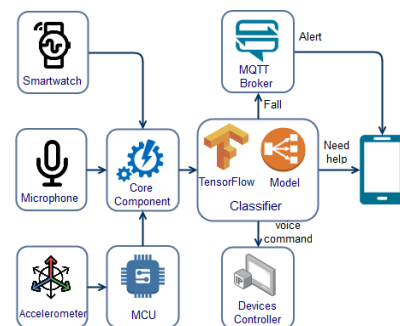 Smartwatch
MQTT
Broker
Alert
Fall
Microphone
Core
Component
TensorFlow
Model
Classifier
Need
help
voice
command
Accelerometer
MCU
Devices
Controller